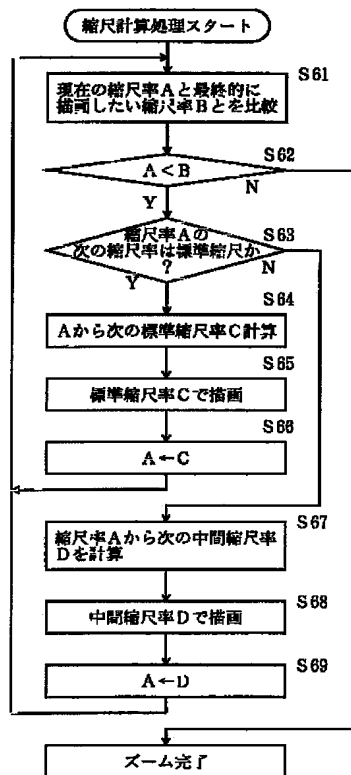 縮尺計算処理スタート
S61
現在の縮尺率Aと最終的に
描画したい縮尺率Bとを比較
S62
A<B
N
Y
S63
縮尺率Aの
次の縮尺率は標準縮尺か
?
N
Y
S64
Aから次の標準縮尺率C計算
S65
標準縮尺率Cで描画
S66
A←C
S67
縮尺率Aから次の中間縮尺率
Dを計算
S68
中間縮尺率Dで描画
S69
A←D
ズーム完了